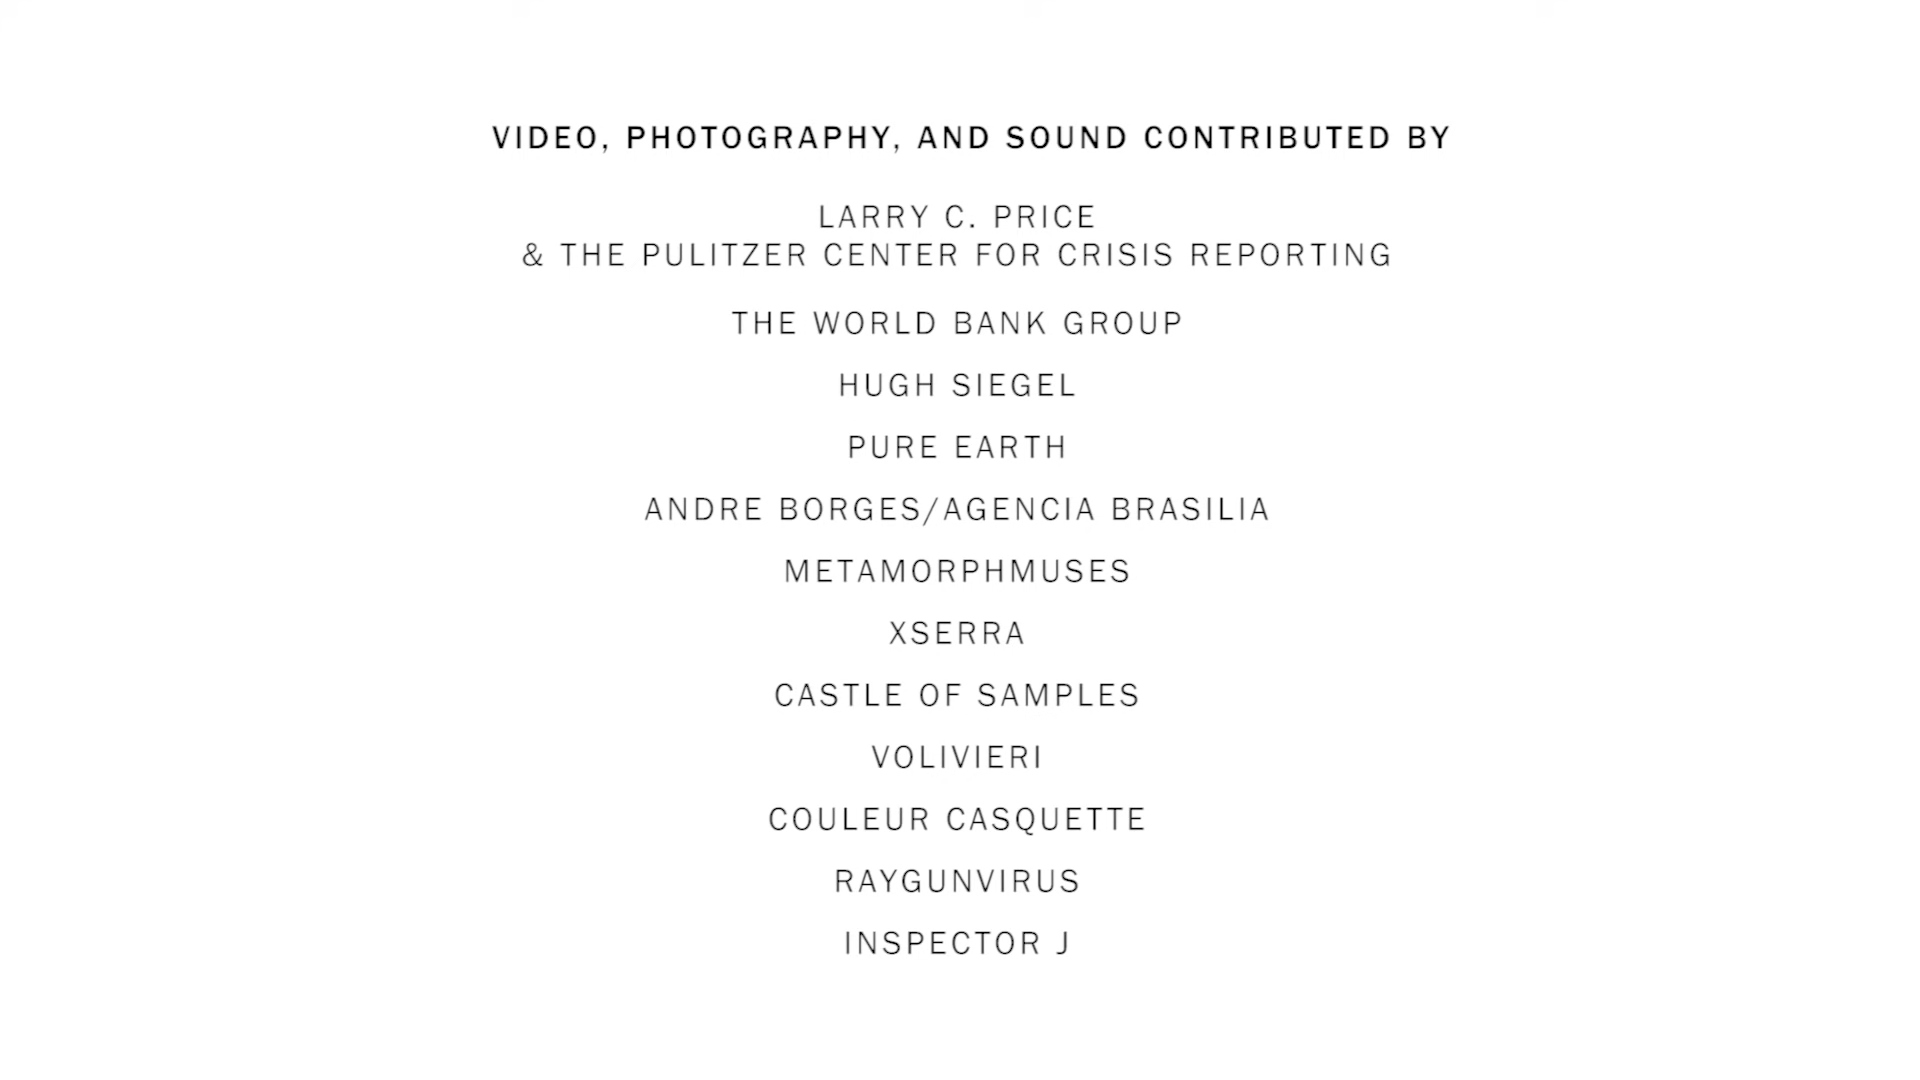 VIDEO, PHOTOGRAPHY, AND SOUND CONTRIBUTED BY
LARRY C. PRICE
& THE PULITZER CENTER FOR CRISIS REPORTING
THE WORLD BANK GROUP
HUGH SIEGEL
PURE EARTH
ANDRE BORGES/AGENCIA BRASILIA
METAMORPHMUSES
XSERRA
CASTLE OF SAMPLES
VOLIVIERI
COULEUR CASQUETTE
RAYGUNVIRUS
INSPECTOR J